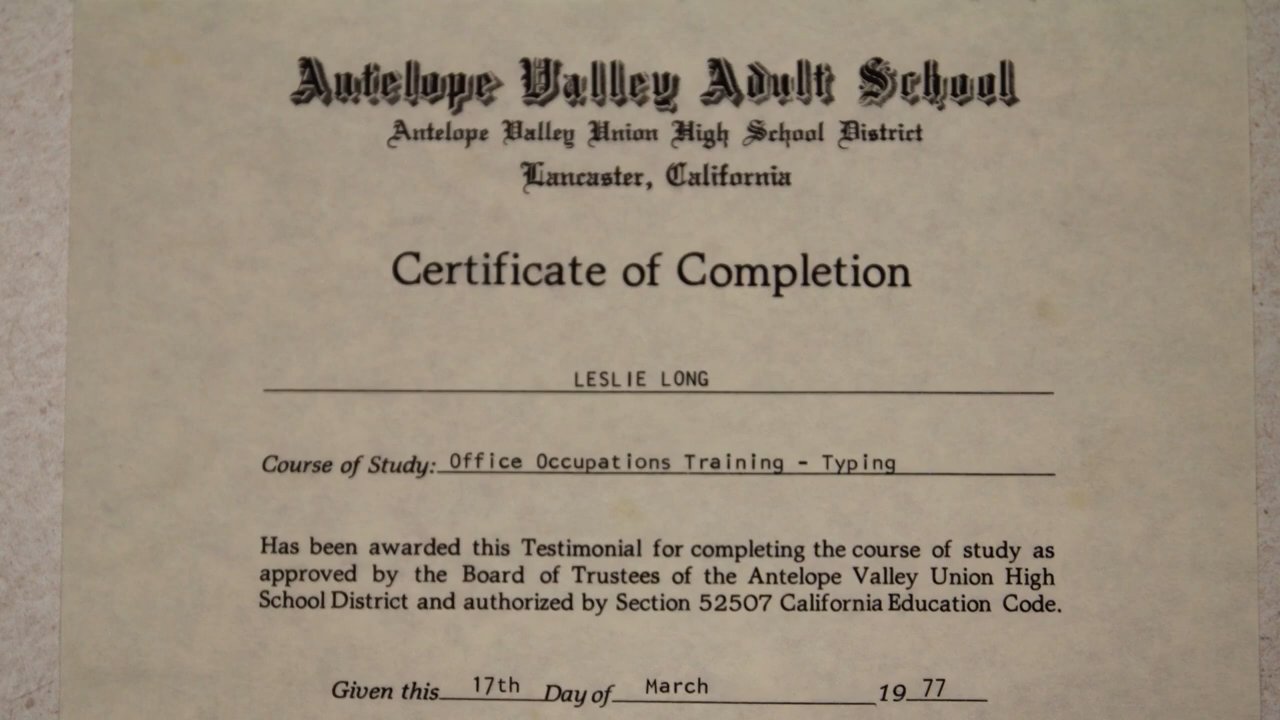 Antelope Valley Adult School
Antelope Valley Union High School District
Lancaster, California
Certificate of Completion
LESLIE LONG
Course of Study: Office Occupations Training - Typing
Has been awarded this Testimonial for completing the course of study as
approved by the Board of Trustees of the Antelope Valley Union High
School District and authorized by Section 52507 California Education Code.
Given this 17th Day of March 19 77